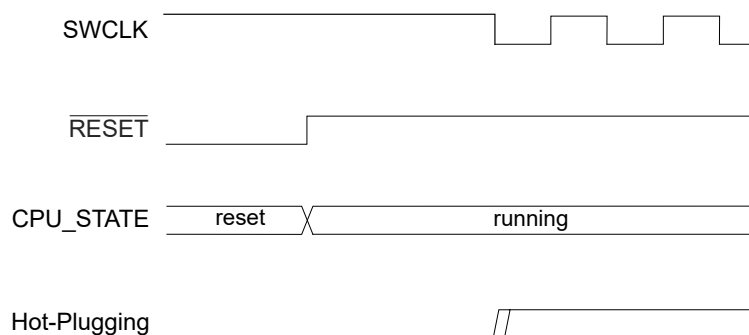 SWCLK
RESET
CPU_STATE reset running
Hot-Plugging